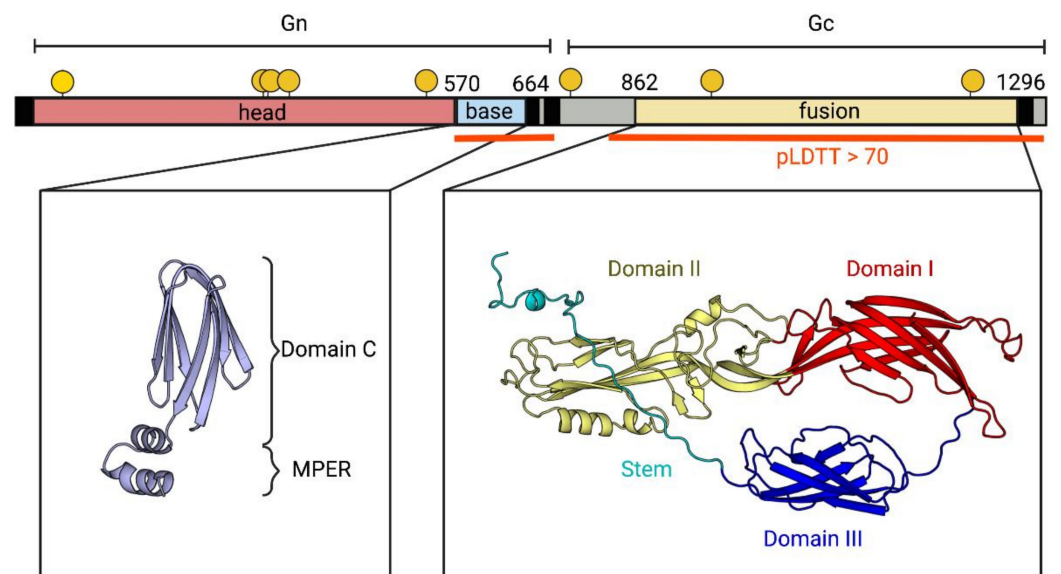 Gn
Gc
570
664
862
1296
head
base
fusion
pLDTT > 70
Domain II
Domain I
Domain C
MPER
Stem
Domain III